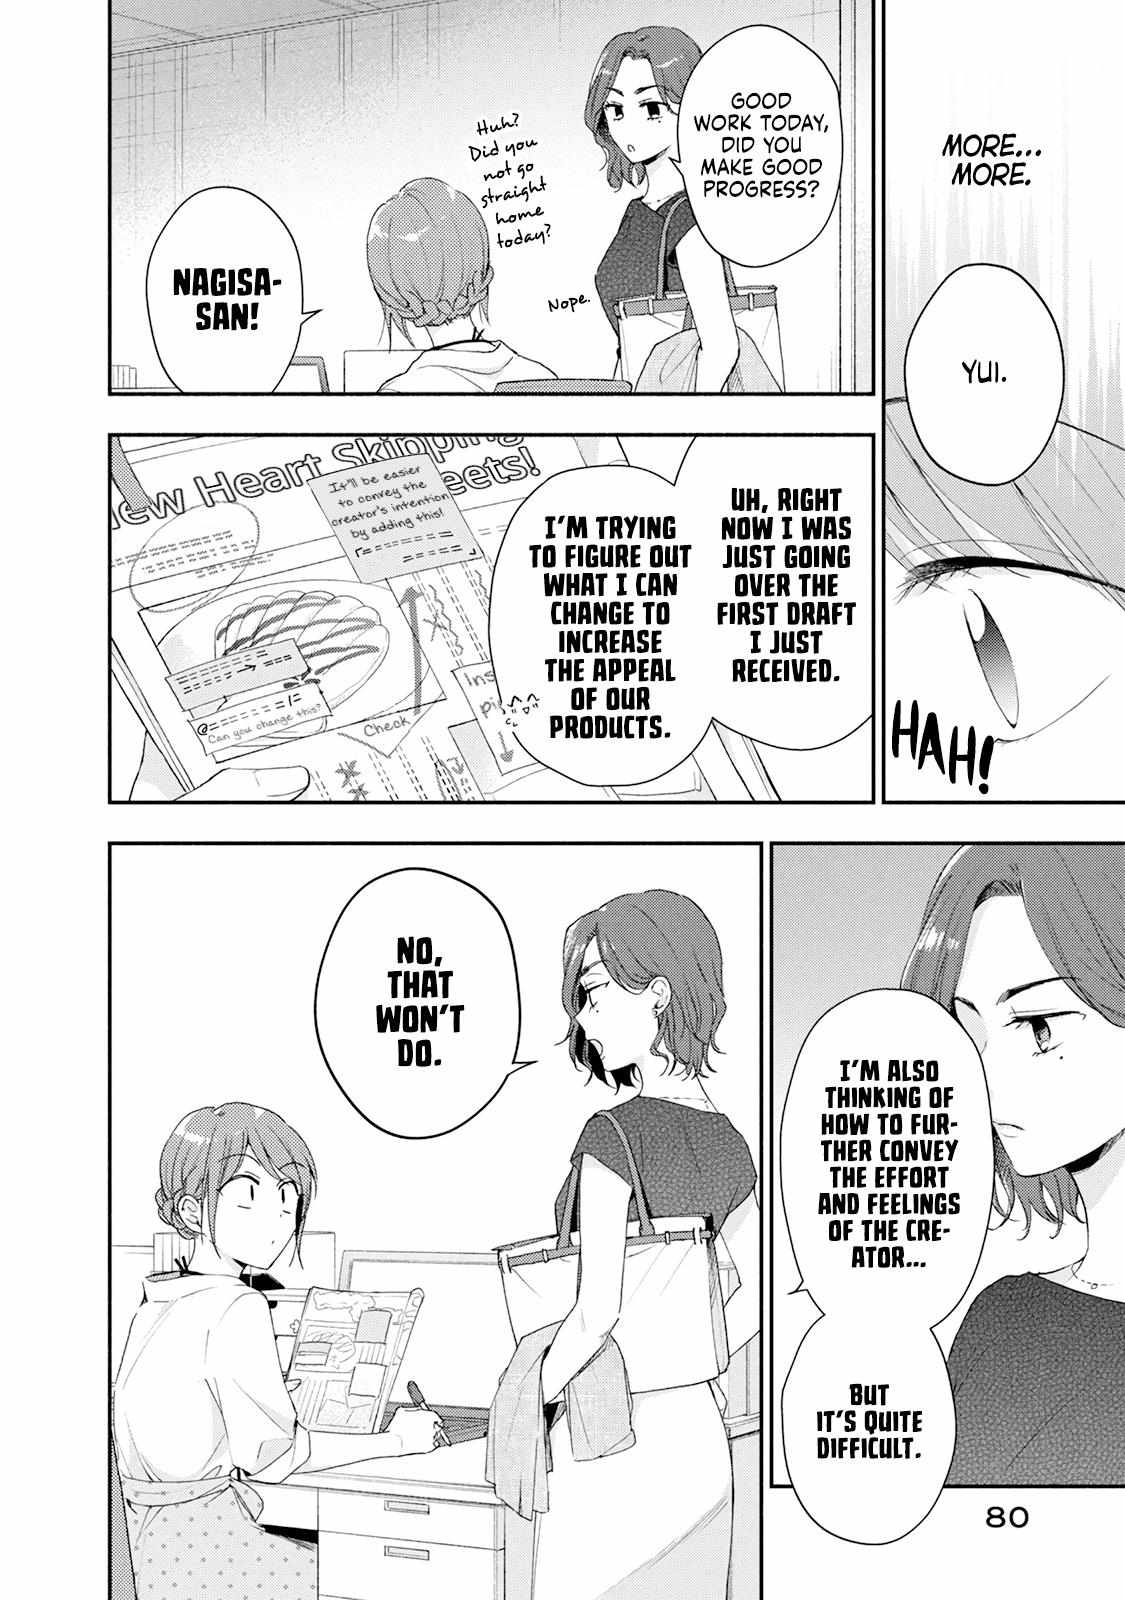 MORE...
MORE.
YUI.
HAH!
GOOD
WORK TODAY,
DID YOU
MAKE GOOD
PROGRESS?
Huh?
Did you
not go
straight
home
today?
Nope.
NAGISA-
SAN!
UH, RIGHT
NOW I WAS
JUST GOING
OVER THE
FIRST DRAFT
I JUST
RECEIVED.
I'M TRYING
TO FIGURE OUT
WHAT I CAN
CHANGE TO
INCREASE
THE APPEAL
OF OUR
PRODUCTS.
New Heart Skipping
eets!
It'll be easier
to convey the
creator's intention
by adding this!
Can you change this?
Check
I'M ALSO
THINKING OF
HOW TO FUR-
THER CONVEY
THE EFFORT
AND FEELINGS
OF THE CRE-
ATOR...
BUT
IT'S QUITE
DIFFICULT.
NO,
THAT
WON'T
DO.
80